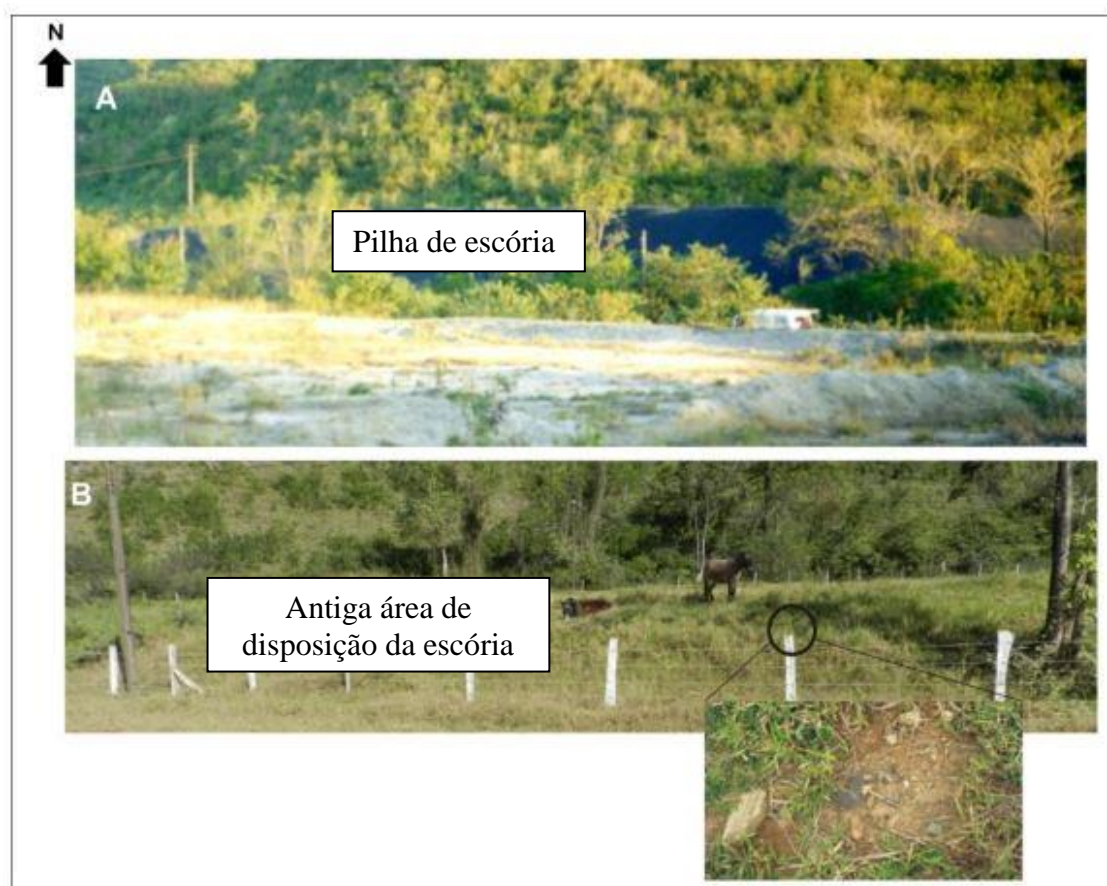 N
A
Pilha de escória
B
Antiga área de
disposição da escória